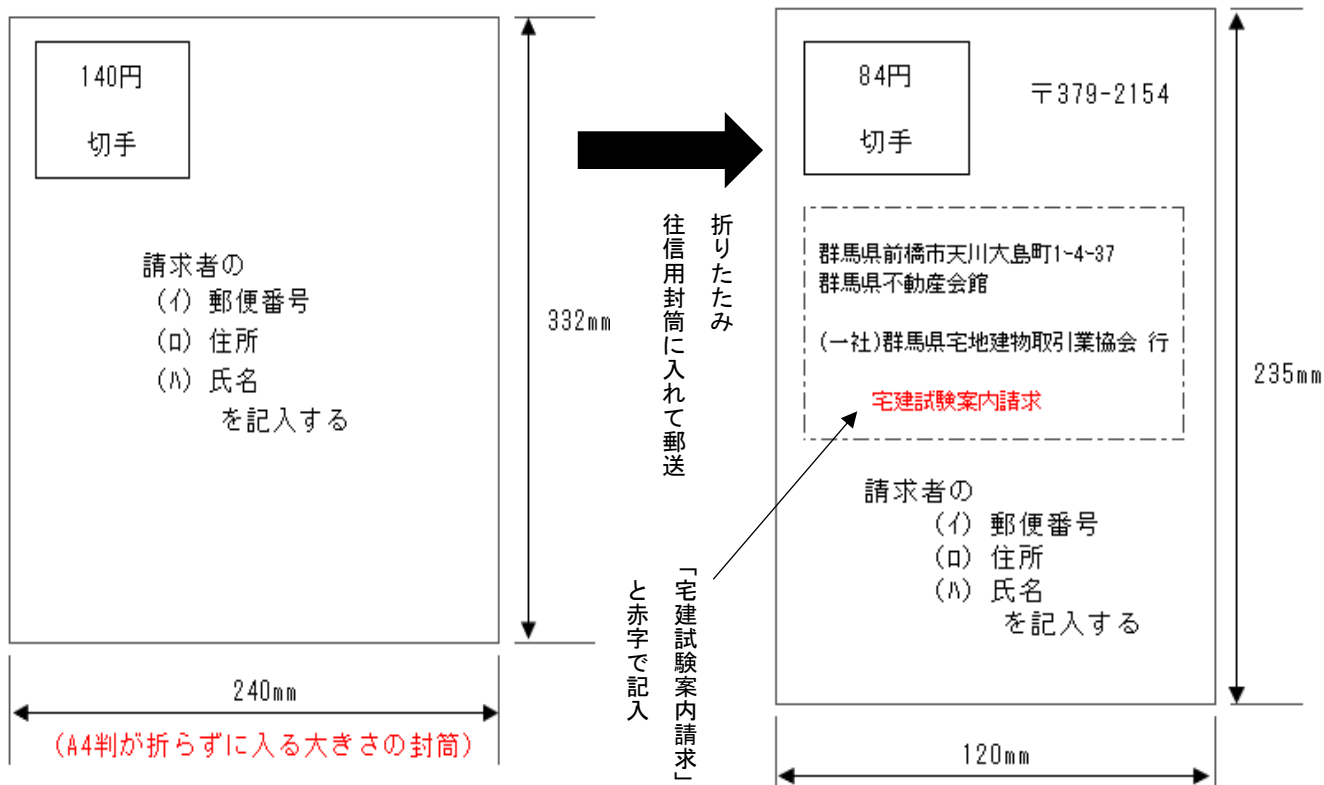 140円
切手
請求者の
(イ) 郵便番号
(ロ) 住所
(ハ) 氏名
を記入する
332mm
240mm
(A4判が折らずに入る大きさの封筒)
折りたたみ
往信用封筒に入れて郵送
84円
切手
〒379-2154
群馬県前橋市天川大島町1-4-37
群馬県不動産会館
(一社)群馬県宅地建物取引業協会 行
宅建試験案内請求
請求者の
(イ) 郵便番号
(ロ) 住所
(ハ) 氏名
を記入する
235mm
120mm
「宅建試験案内請求」
と赤字で記入